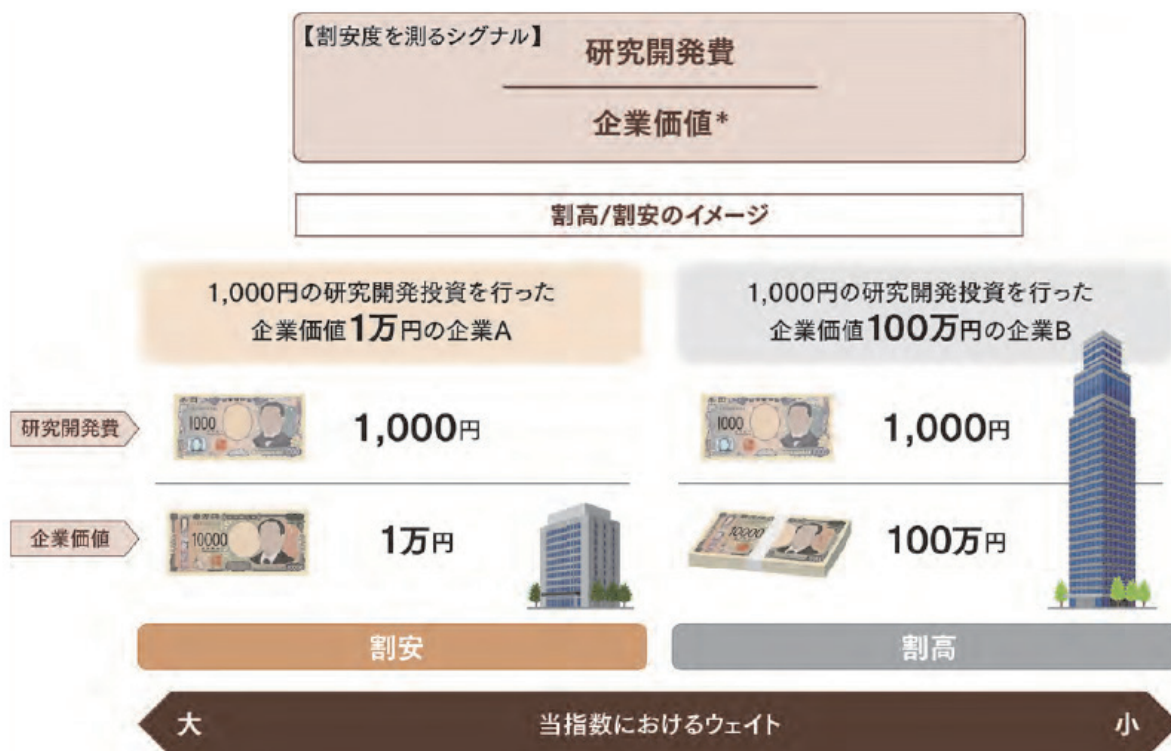 【割安度を測るシグナル】
研究開発費
企業価値*
割高/割安のイメージ
1,000円の研究開発投資を行った
企業価値1万円の企業A
1,000円の研究開発投資を行った
企業価値100万円の企業B
研究開発費
1000
1,000円
1000
1,000円
企業価値
10000
1万円
10000
100万円
割安
割高
大
当指数におけるウェイト
小